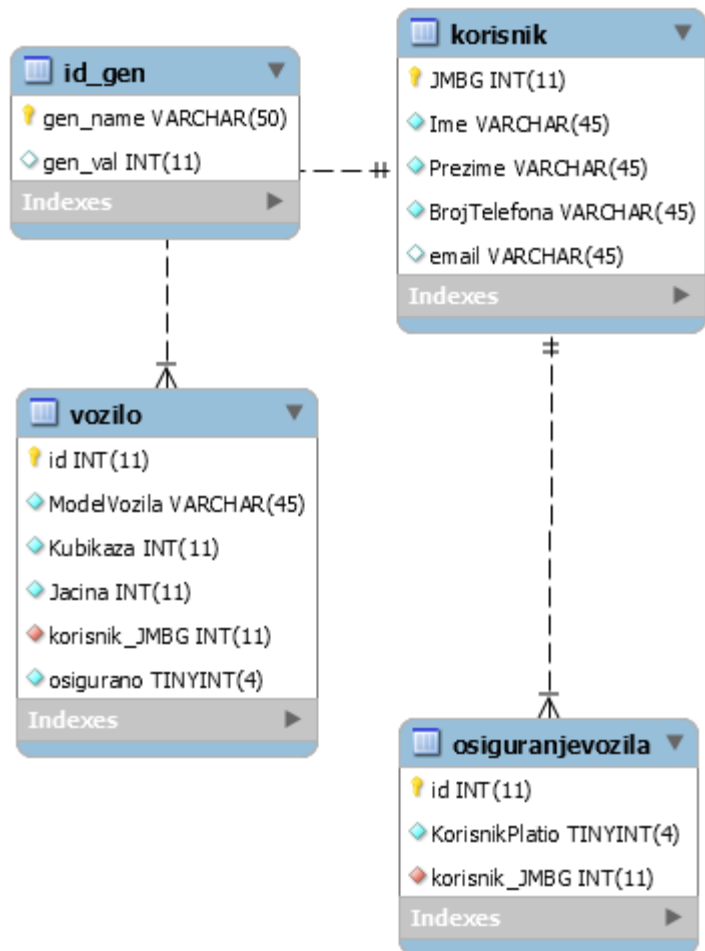 id_gen
gen_name VARCHAR(50)
gen_val INT(11)
Indexes
korisnik
JMBG INT(11)
Ime VARCHAR(45)
Prezime VARCHAR(45)
BrojTelefona VARCHAR(45)
email VARCHAR(45)
Indexes
vozilo
id INT(11)
ModelVozila VARCHAR(45)
Kubikaza INT(11)
Jacina INT(11)
korisnik_JMBG INT(11)
osigurano TINYINT(4)
Indexes
osiguranjevozila
id INT(11)
KorisnikPlatio TINYINT(4)
korisnik_JMBG INT(11)
Indexes